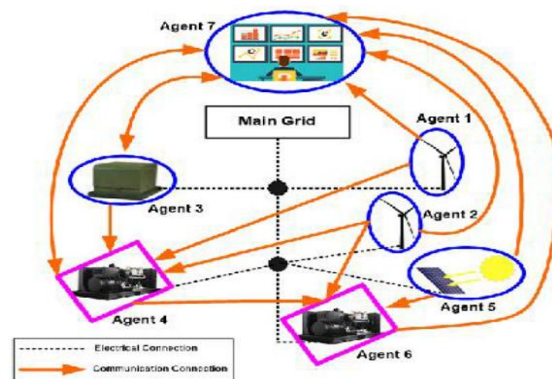 Agent 7
Main Grid
Agent 1
Agent 3
Agent 2
Agent 4
Agent 5
Agent 6
Electrical Connection
Communication Connection